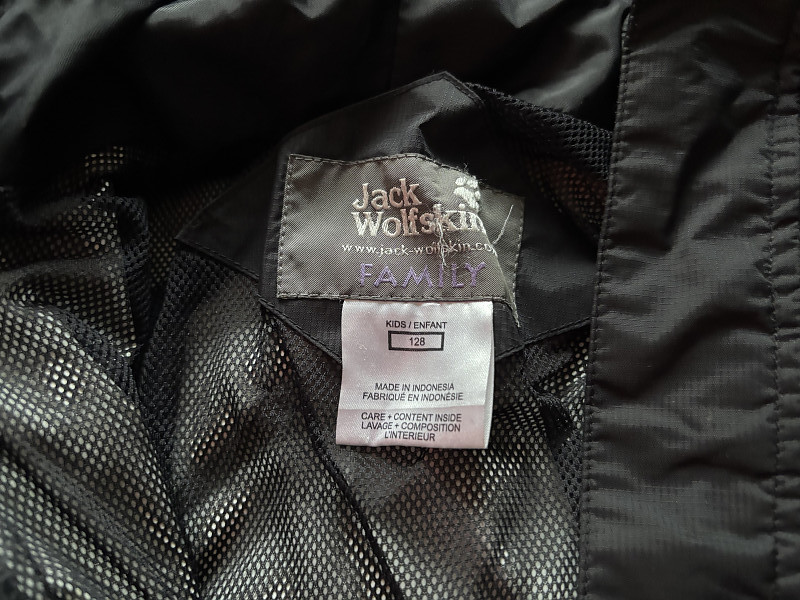 Jack
Wolfskin
www.jack-wolfskin.co
FAMILY
KIDS / ENFANT
128
MADE IN INDONESIA
FABRIQUÉ EN INDONÉSIE
CARE + CONTENT INSIDE
LAVAGE + COMPOSITION
L'INTERIEUR